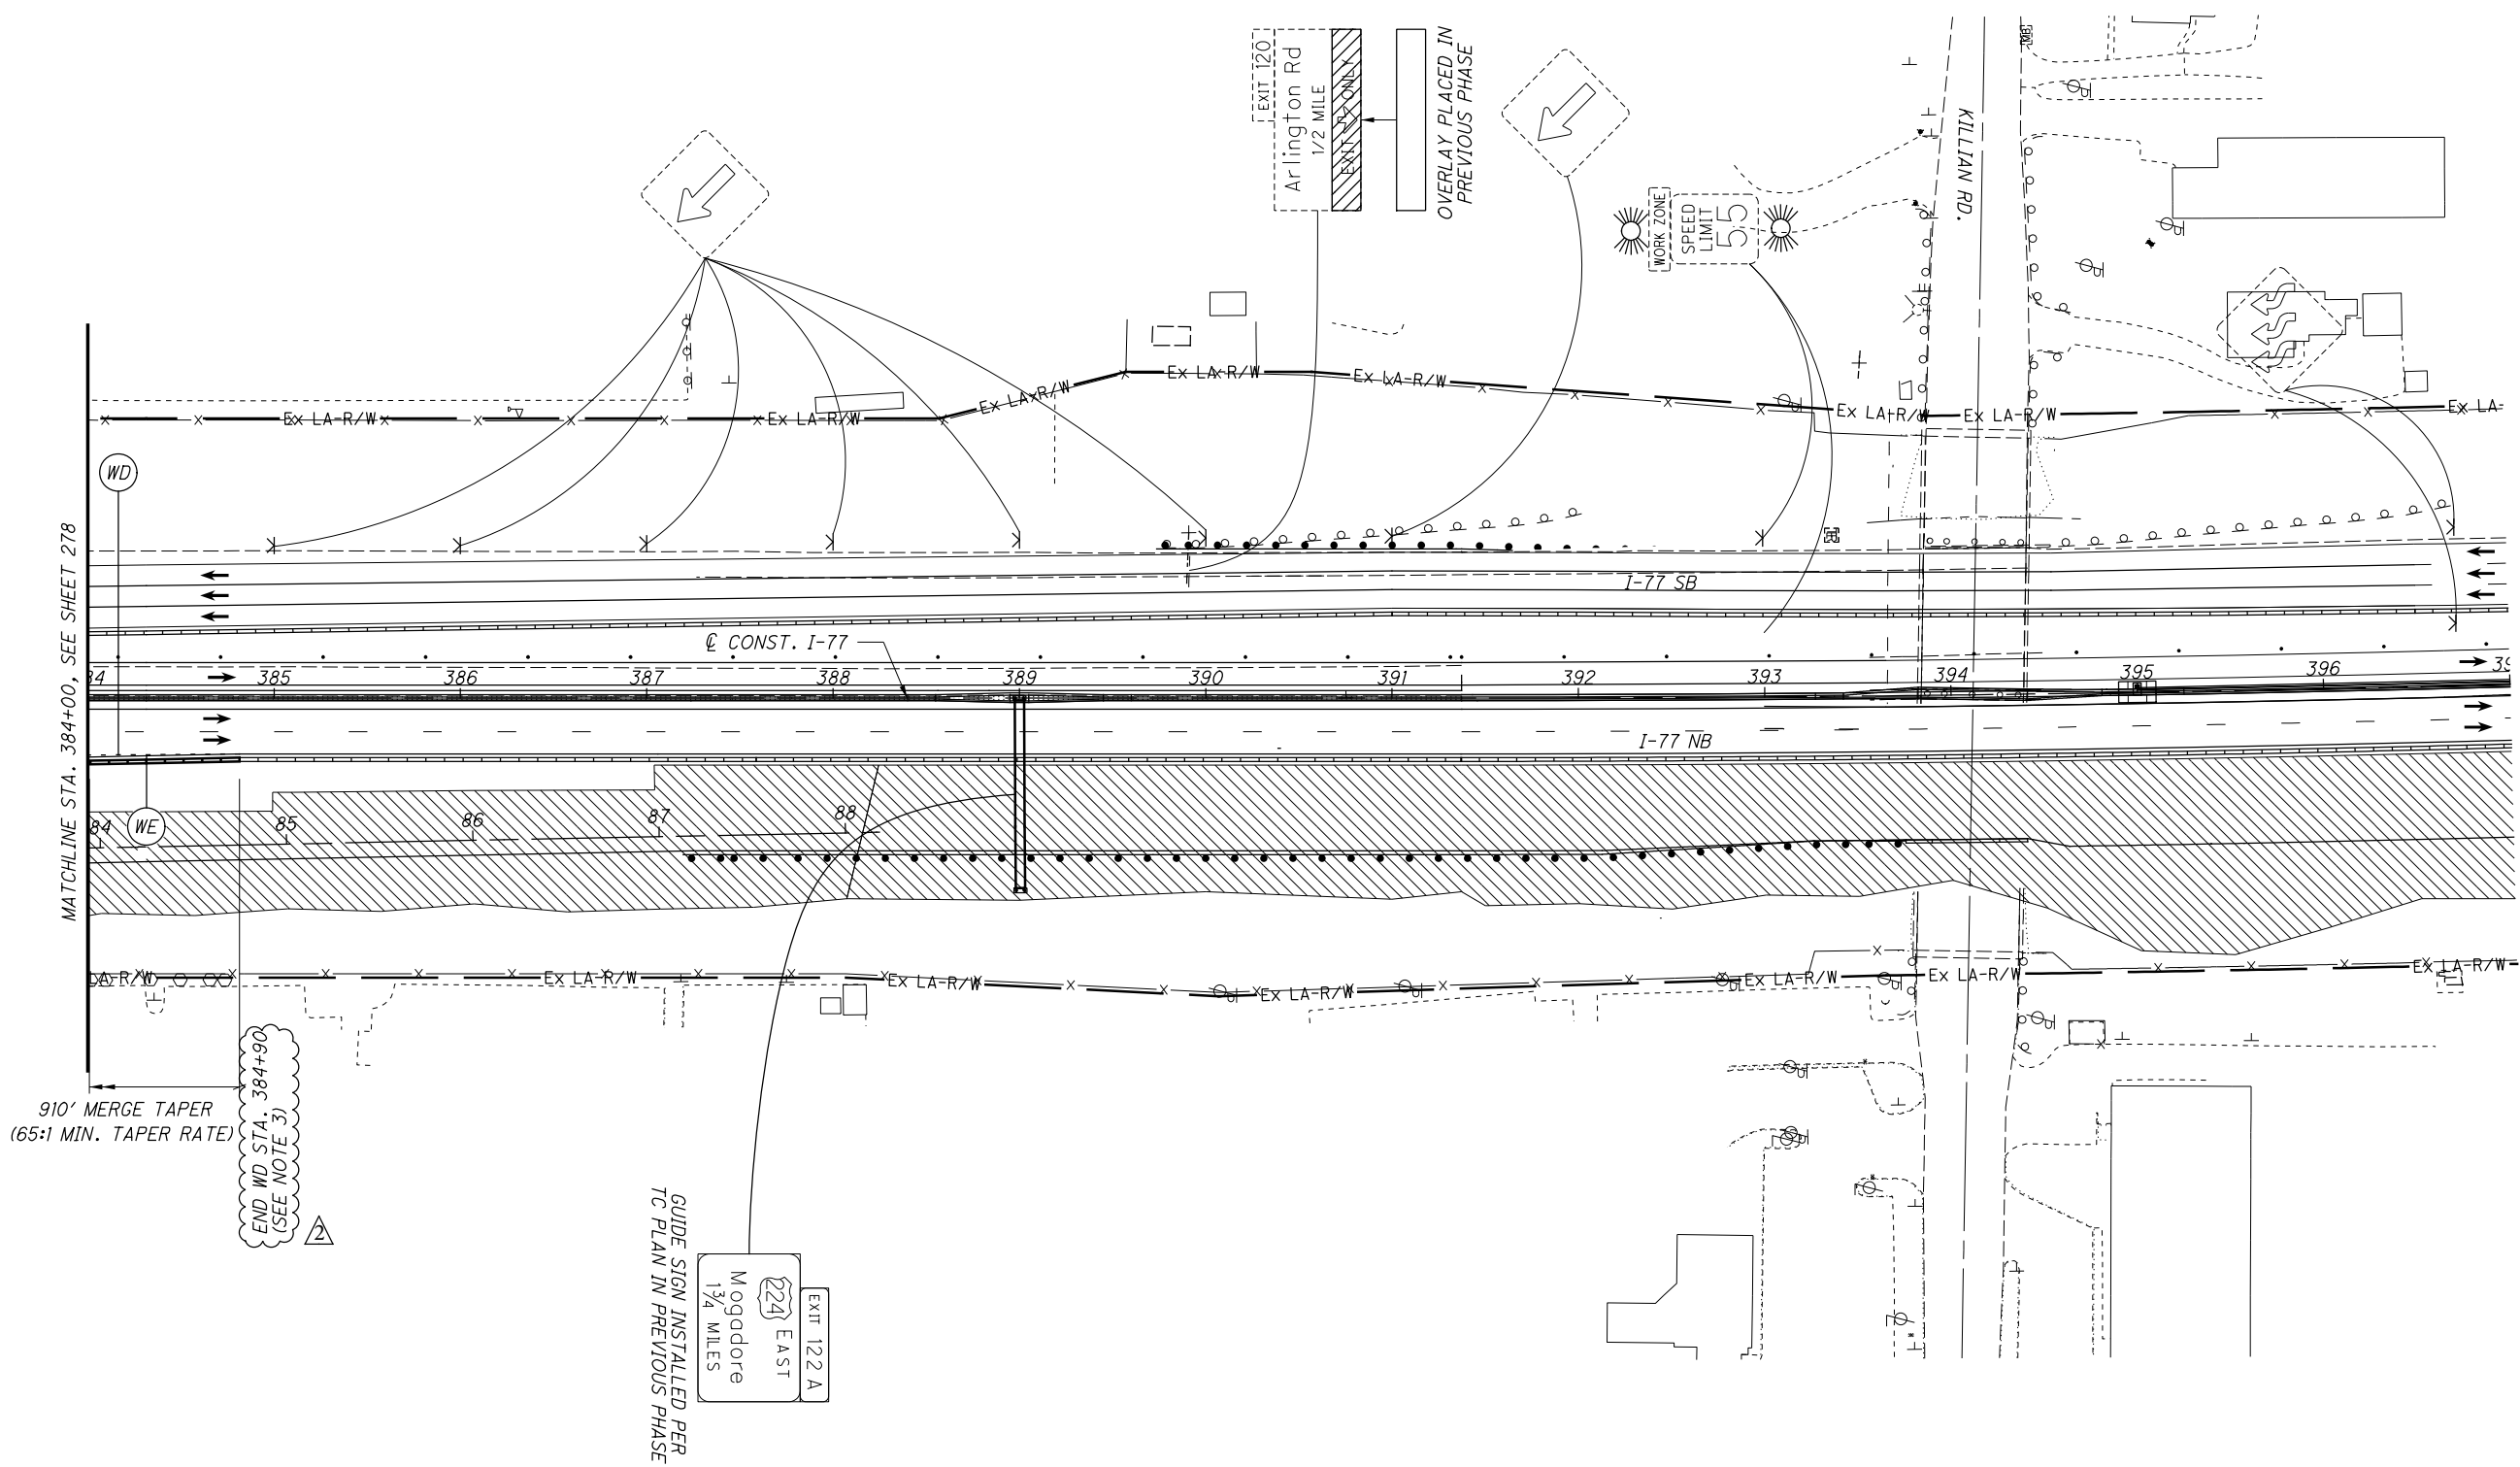 EXIT 120
Arlington Rd
1/2 MILE
EXIT ONLY
OVERLAY PLACED IN
PREVIOUS PHASE
WORK ZONE
SPEED
LIMIT
55
KILLIAN RD.
MB
Ex LA-R/W
Ex LA-R/W
Ex LA-R/W
Ex LA-R/W
Ex LA-R/W
Ex LA-R/W
Ex LA-R/W
Ex LA-
WD
MATCHLINE STA. 384+00, SEE SHEET 278
I-77 SB
℄ CONST. I-77
84
385
386
387
388
389
390
391
392
393
394
395
396
39
I-77 NB
WE
84
85
86
87
88
LA-R/W
Ex LA-R/W
Ex LA-R/W
Ex LA-R/W
Ex LA-R/W
Ex LA-R/W
Ex LA-R/W
910' MERGE TAPER
(65:1 MIN. TAPER RATE)
END WD STA. 384+90
(SEE NOTE 3)
2
GUIDE SIGN INSTALLED PER
TC PLAN IN PREVIOUS PHASE
EXIT 122 A
224 EAST
Mogadore
1¾ MILES